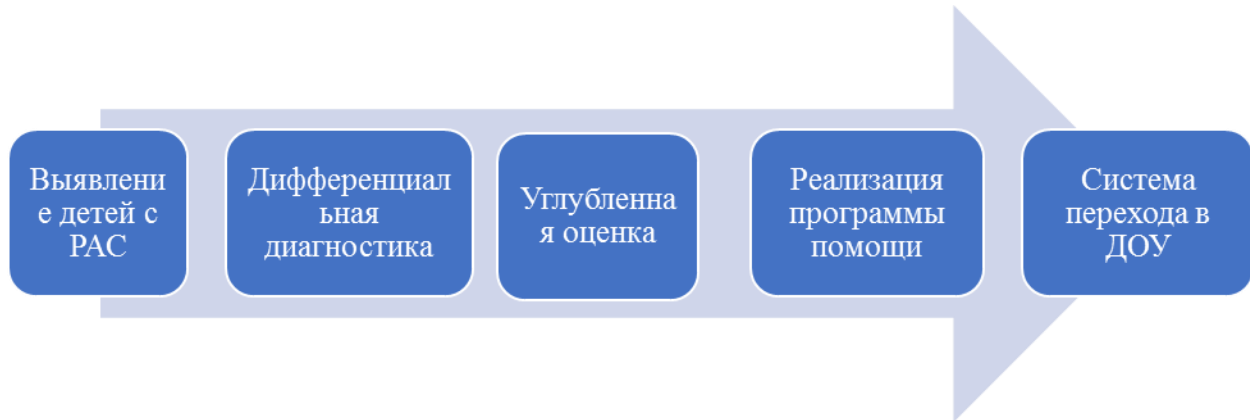 Выявлени
е детей с
РАС
Дифференциал
ьная
диагностика
Углубленна
я оценка
Реализация
программы
помощи
Система
перехода в
ДОУ